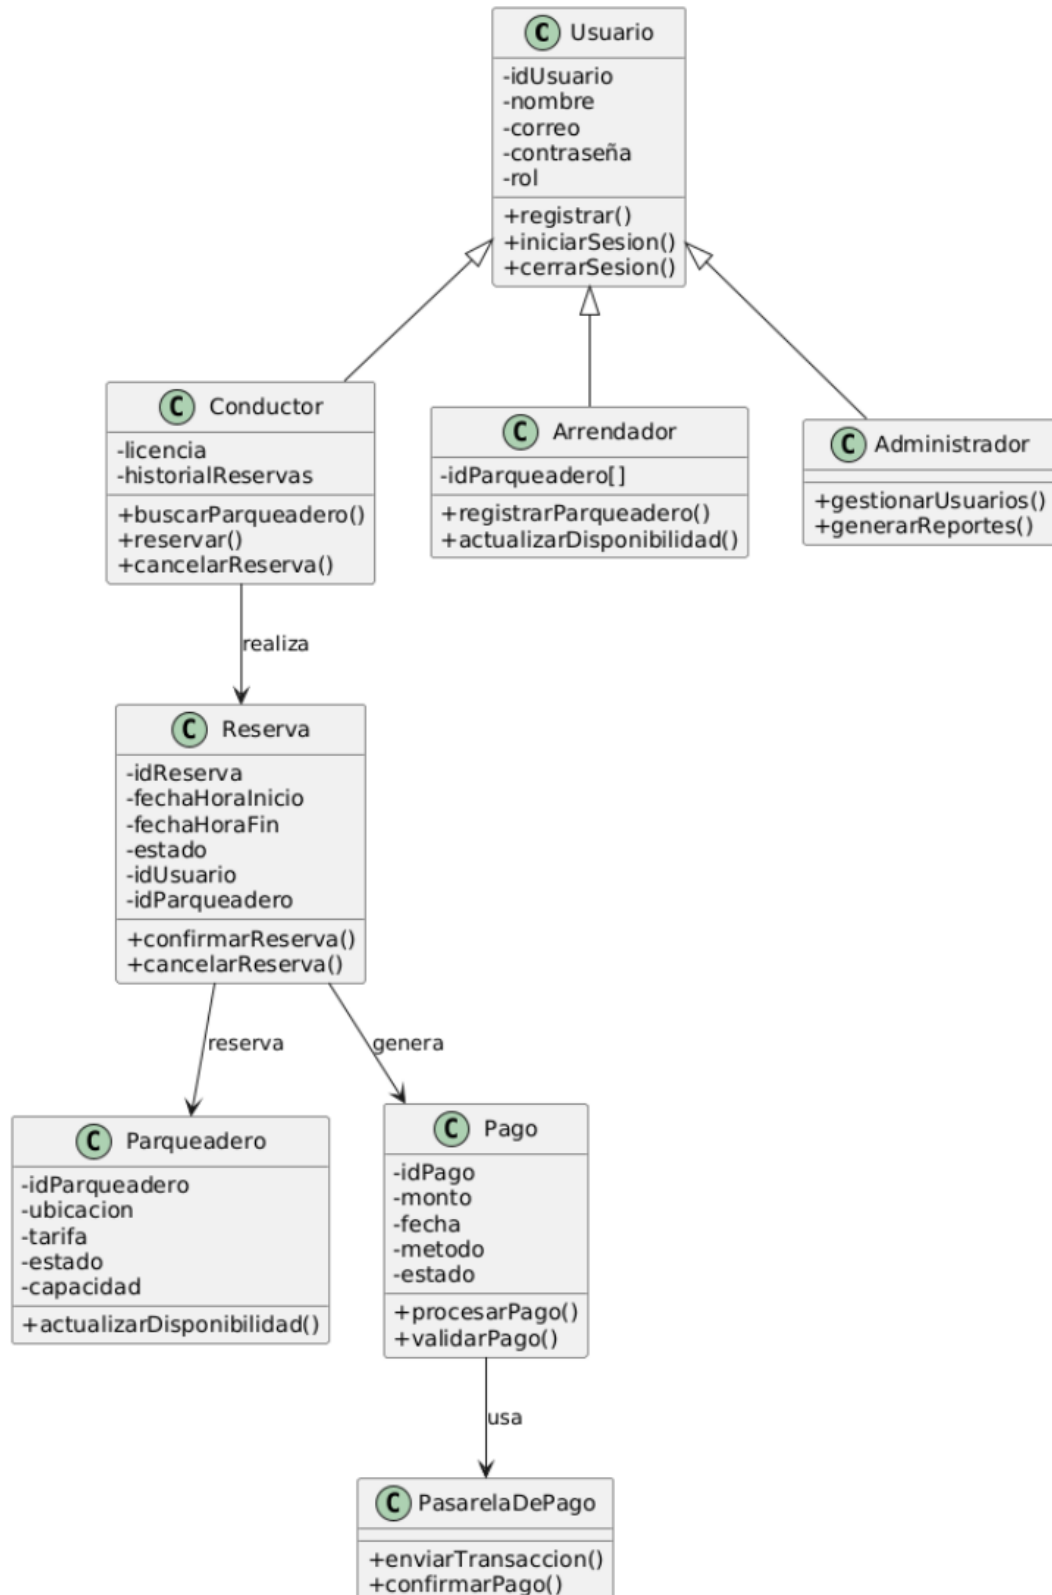 C Usuario
-idUsuario
-nombre
-correo
-contraseña
-rol
+registrar()
+iniciarSesion()
+cerrarSesion()
C Conductor
-licencia
-historialReservas
+buscarParqueadero()
+reservar()
+cancelarReserva()
C Arrendador
-idParqueadero[]
+registrarParqueadero()
+actualizarDisponibilidad()
C Administrador
+gestionarUsuarios()
+generarReportes()
realiza
C Reserva
-idReserva
-fechaHoraInicio
-fechaHoraFin
-estado
-idUsuario
-idParqueadero
+confirmarReserva()
+cancelarReserva()
reserva
genera
C Parqueadero
-idParqueadero
-ubicacion
-tarifa
-estado
-capacidad
+actualizarDisponibilidad()
C Pago
-idPago
-monto
-fecha
-metodo
-estado
+procesarPago()
+validarPago()
usa
C PasarelaDePago
+enviarTransaccion()
+confirmarPago()